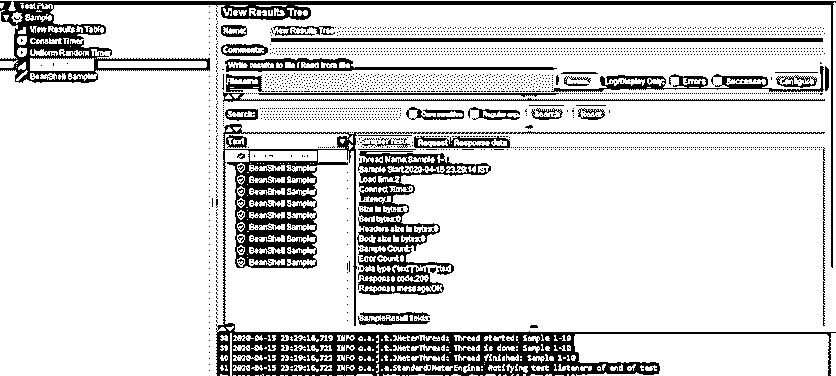 Test Plan
Sample
View Results in Table
Constant Timer
Uniform Random Timer
BeanShell Sampler
View Results Tree
Name: View Results Tree
Comments:
Write results to file / Read from file
Filename
Log/Display Only: Errors Successes Configure
Search: Case sensitive Regular exp. Search Reset
Text
Sampler result Request Response data
BeanShell Sampler
BeanShell Sampler
BeanShell Sampler
BeanShell Sampler
BeanShell Sampler
BeanShell Sampler
BeanShell Sampler
BeanShell Sampler
BeanShell Sampler
Thread Name:Sample 1-1
Sample Start:2020-04-15 23:29:14 IST
Load time:2
Connect Time:0
Latency:0
Size in bytes:0
Sent bytes:0
Headers size in bytes:0
Body size in bytes:0
Sample Count:1
Error Count:0
Data type ("text"|"bin"|""):text
Response code:200
Response message:OK
SampleResult fields:
38 2020-04-15 23:29:16,719 INFO o.a.j.t.JMeterThread: Thread started: Sample 1-10
39 2020-04-15 23:29:16,721 INFO o.a.j.t.JMeterThread: Thread is done: Sample 1-10
40 2020-04-15 23:29:16,722 INFO o.a.j.t.JMeterThread: Thread finished: Sample 1-10
41 2020-04-15 23:29:16,722 INFO o.a.j.e.StandardJMeterEngine: Notifying test listeners of end of test